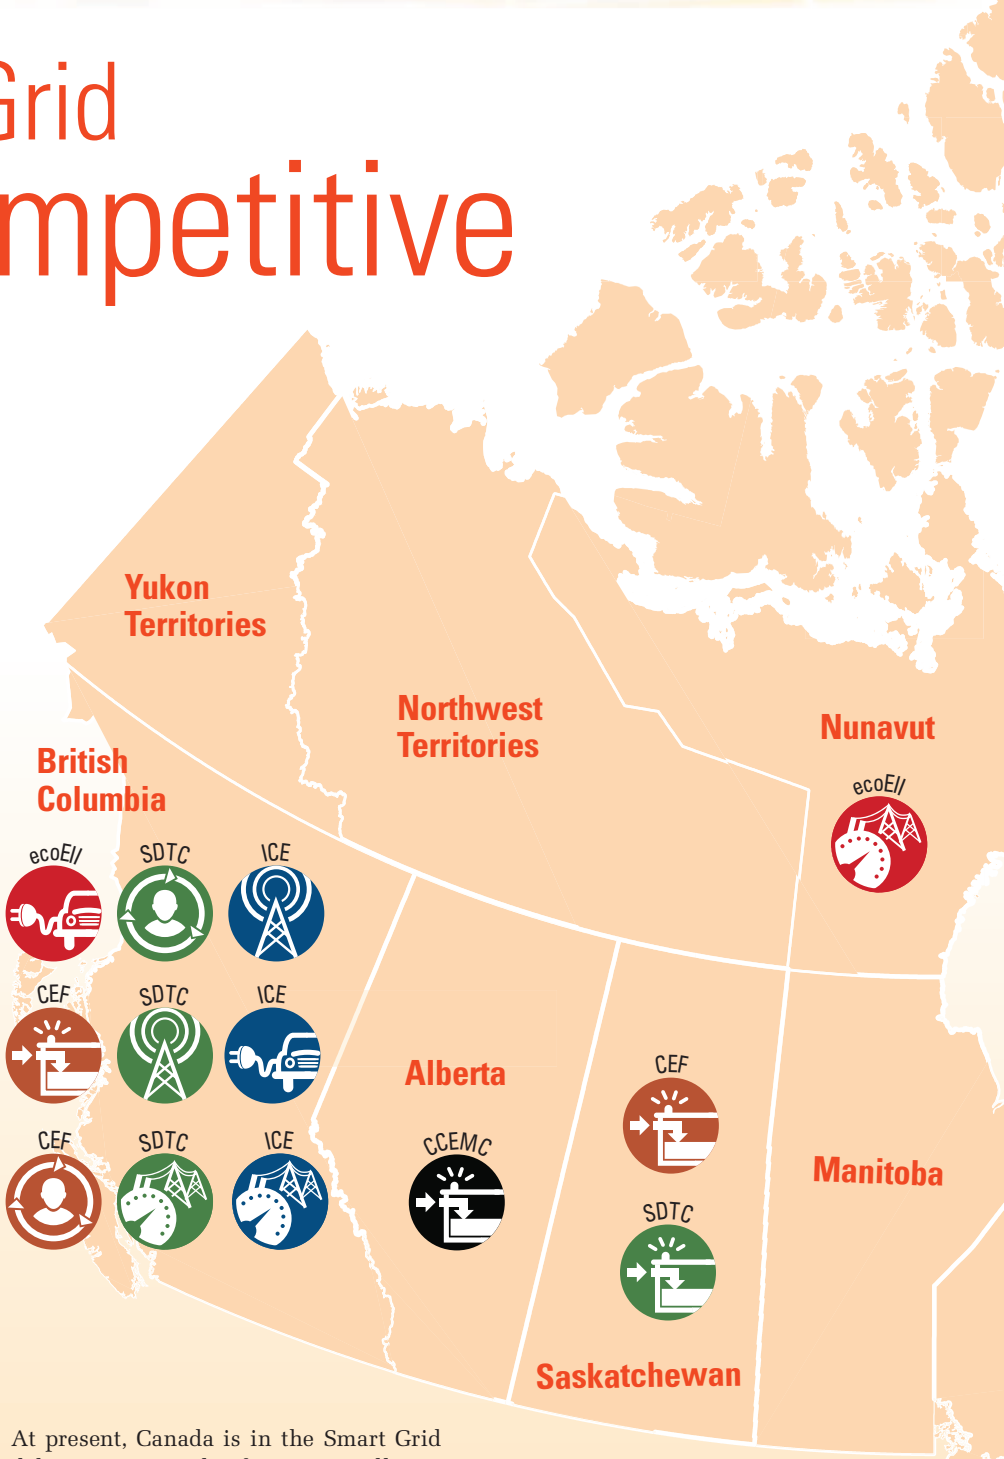 Grid
mpetitive
Yukon
Territories
Northwest
Territories
Nunavut
ecoEII
British
Columbia
ecoEII
SDTC
ICE
CEF
SDTC
ICE
CEF
SDTC
ICE
Alberta
CCEMC
CEF
SDTC
Saskatchewan
Manitoba
At present, Canada is in the Smart Grid